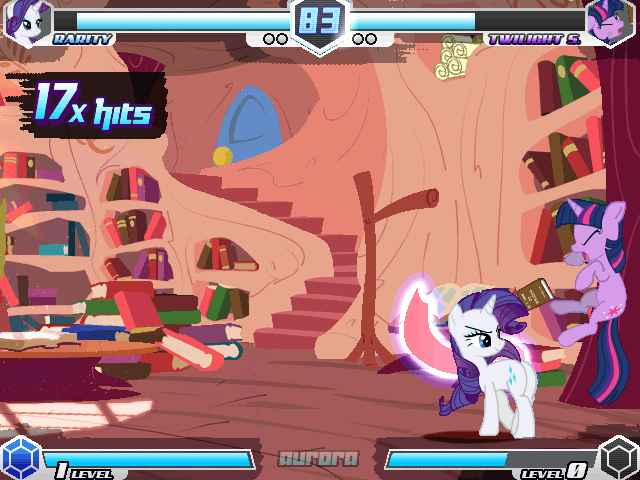 83
RARITY
TWILIGHT S.
17x hits
1 LEVEL
aurora
LEVEL 0